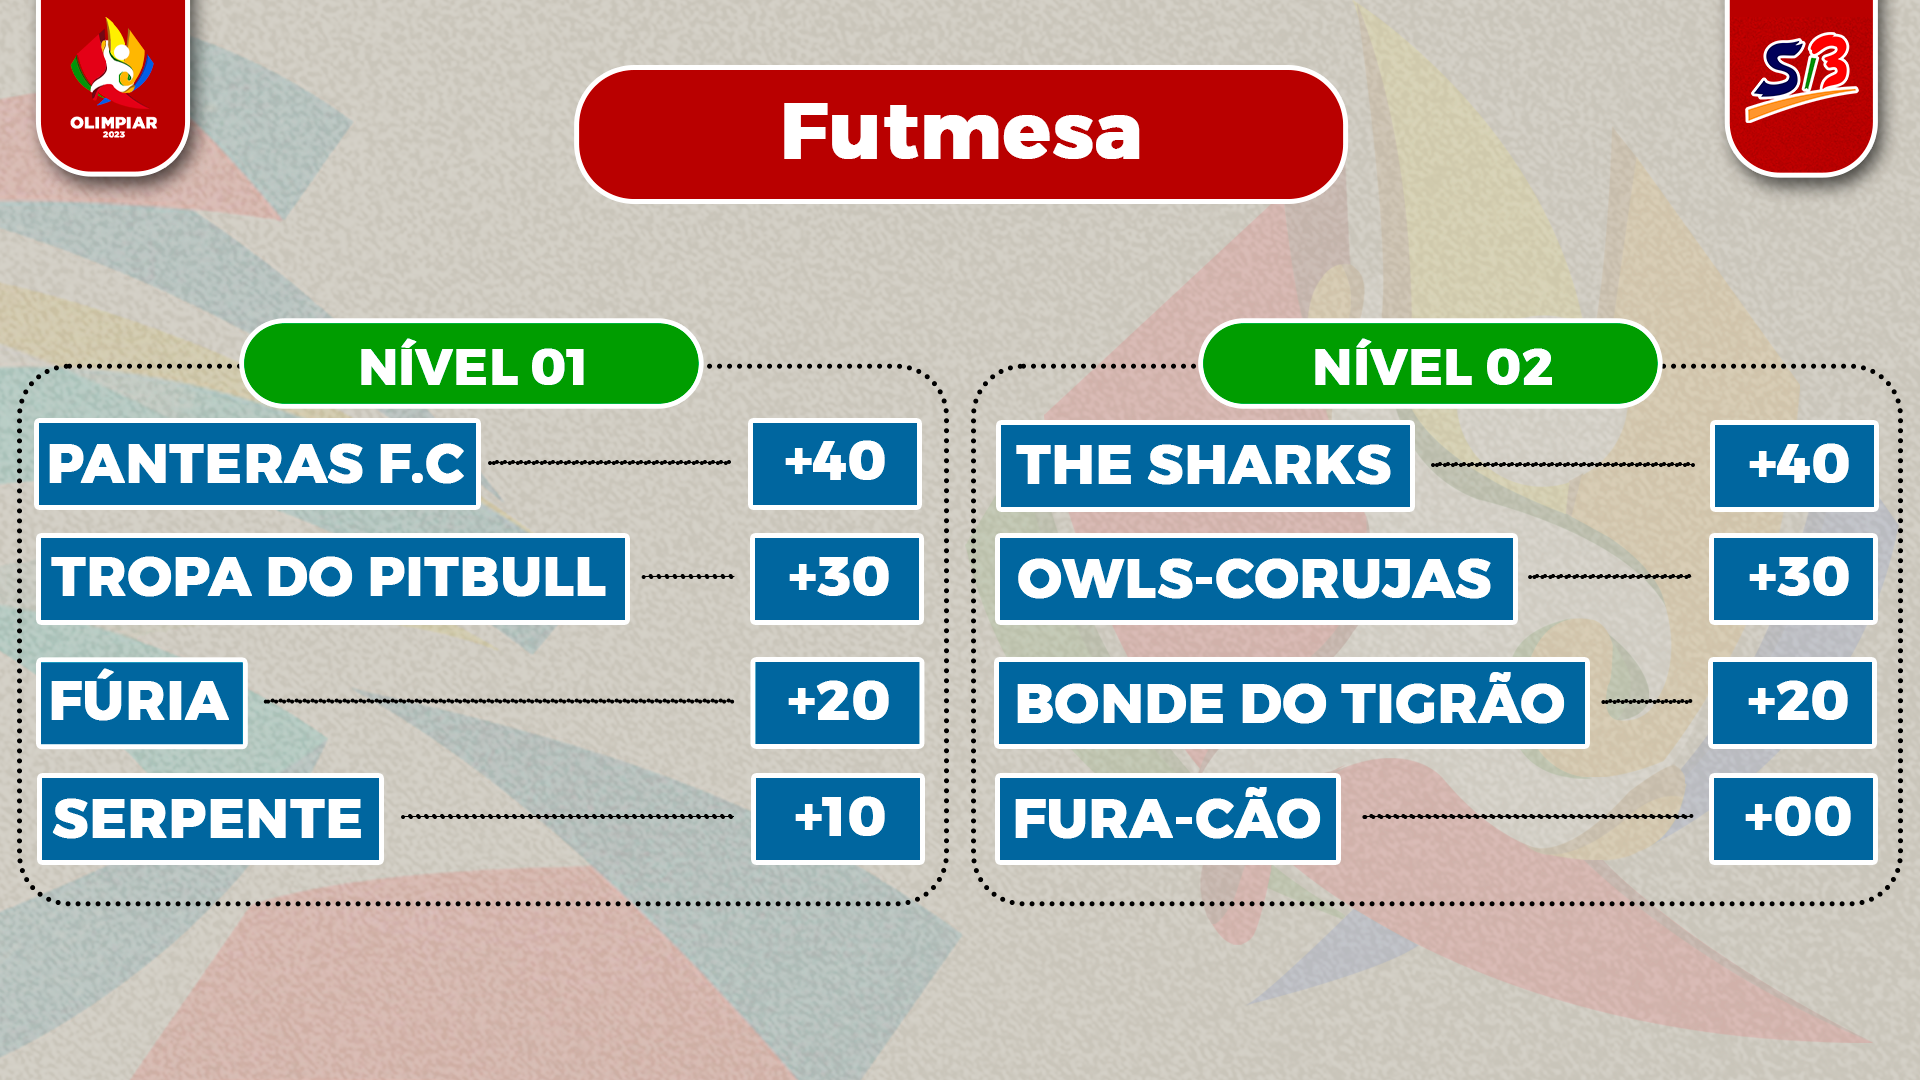 OLIMPIAR
2023
SIB
Futmesa
NÍVEL 01
PANTERAS F.C +40
TROPA DO PITBULL +30
FÚRIA +20
SERPENTE +10
NÍVEL 02
THE SHARKS +40
OWLS-CORUJAS +30
BONDE DO TIGRÃO +20
FURA-CÃO +00